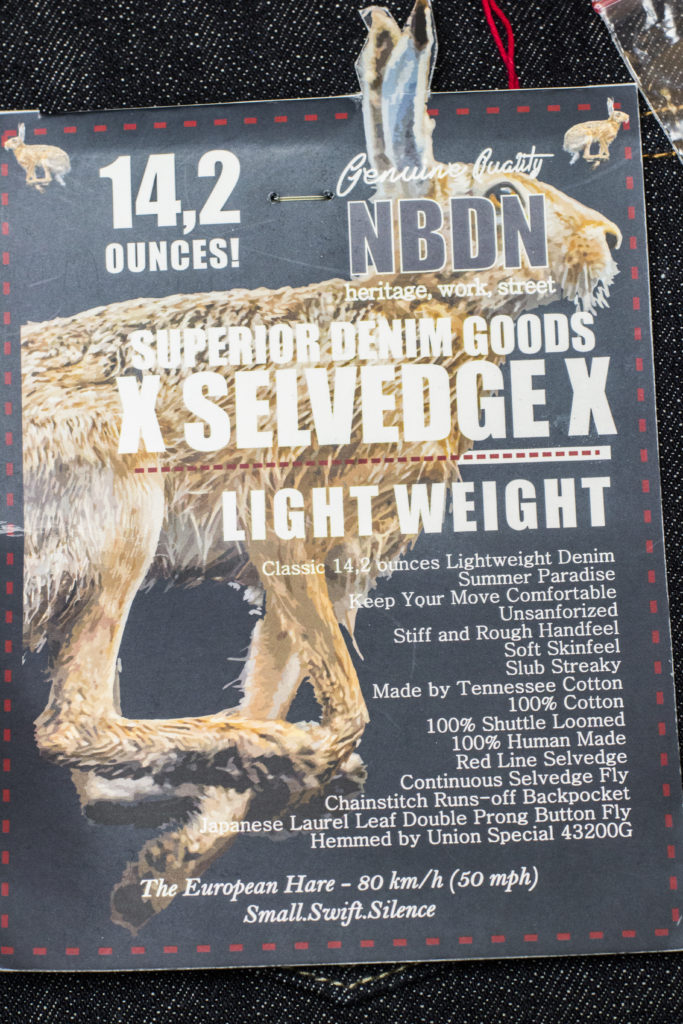 14,2
OUNCES!
Genuine Quality
NBDN
heritage, work, street
SUPERIOR DENIM GOODS
X SELVEDGE X
LIGHT WEIGHT
Classic 14,2 ounces Lightweight Denim
Summer Paradise
Keep Your Move Comfortable
Unsanforized
Stiff and Rough Handfeel
Soft Skinfeel
Slub Streaky
Made by Tennessee Cotton
100% Cotton
100% Shuttle Loomed
100% Human Made
Red Line Selvedge
Continuous Selvedge Fly
Chainstitch Runs-off Backpocket
Japanese Laurel Leaf Double Prong Button Fly
Hemmed by Union Special 43200G
The European Hare - 80 km/h (50 mph)
Small.Swift.Silence